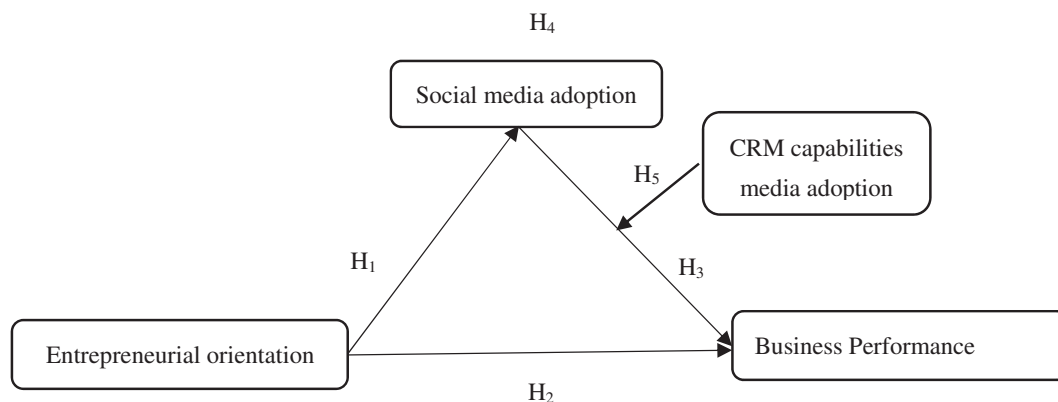 H₄
Social media adoption
CRM capabilities
media adoption
H₅
H₁
H₃
Entrepreneurial orientation
Business Performance
H₂